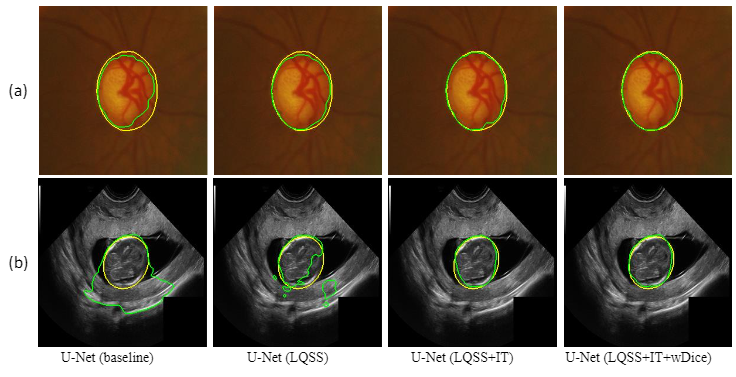 (a)
(b)
U-Net (baseline)
U-Net (LQSS)
U-Net (LQSS+IT)
U-Net (LQSS+IT+wDice)